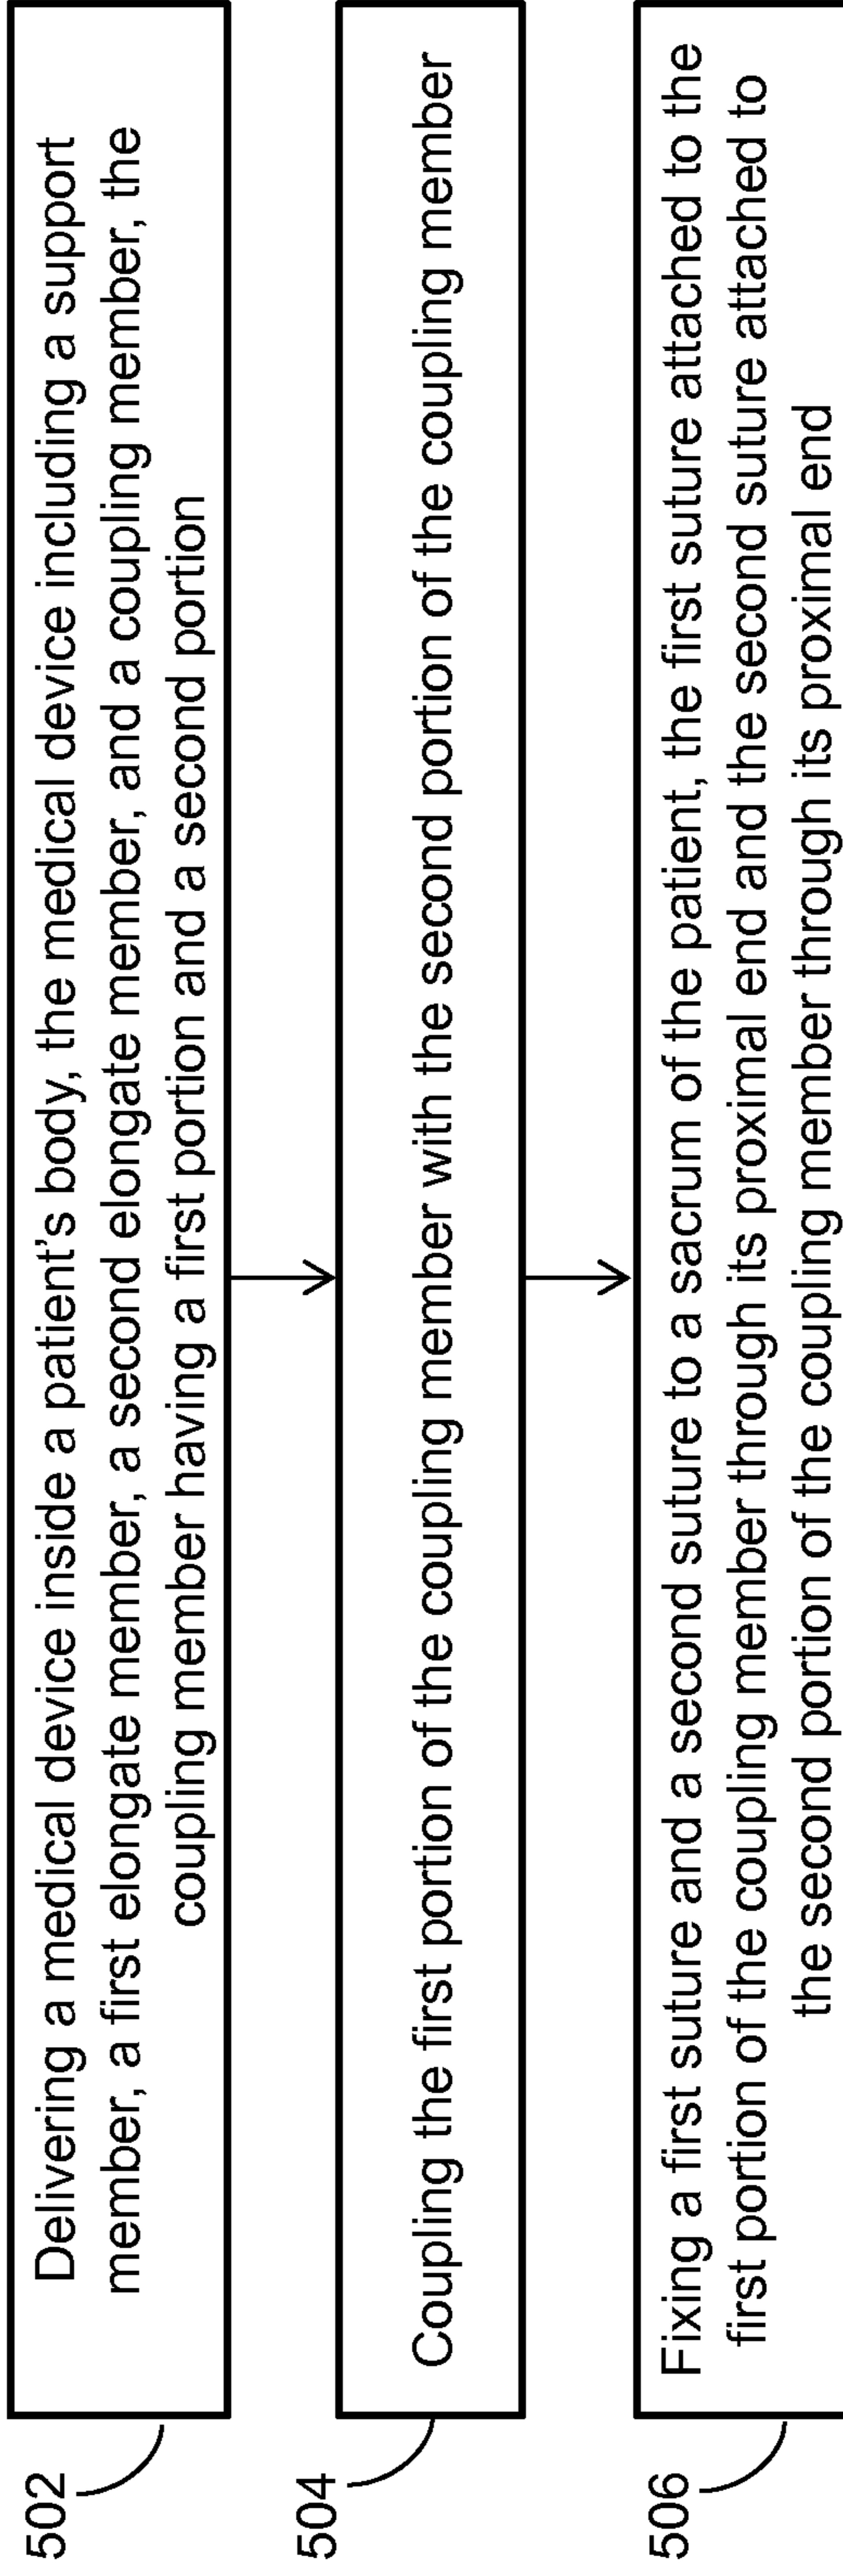 502
Delivering a medical device inside a patient's body, the medical device including a support
member, a first elongate member, a second elongate member, and a coupling member, the
coupling member having a first portion and a second portion
504
Coupling the first portion of the coupling member with the second portion of the coupling member
506
Fixing a first suture and a second suture to a sacrum of the patient, the first suture attached to the
first portion of the coupling member through its proximal end and the second suture attached to
the second portion of the coupling member through its proximal end